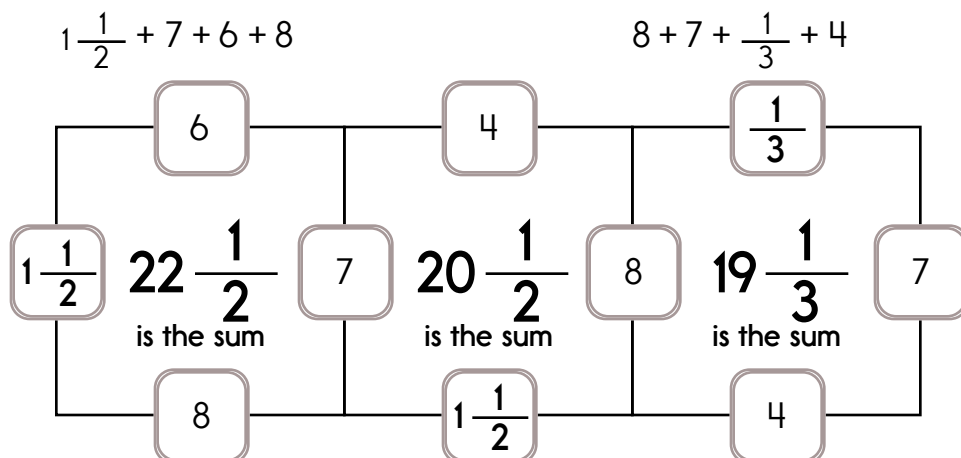 1 1/2 + 7 + 6 + 8
8 + 7 + 1/3 + 4
6
4
1/3
1 1/2
22 1/2
is the sum
7
20 1/2
is the sum
8
19 1/3
is the sum
7
8
1 1/2
4